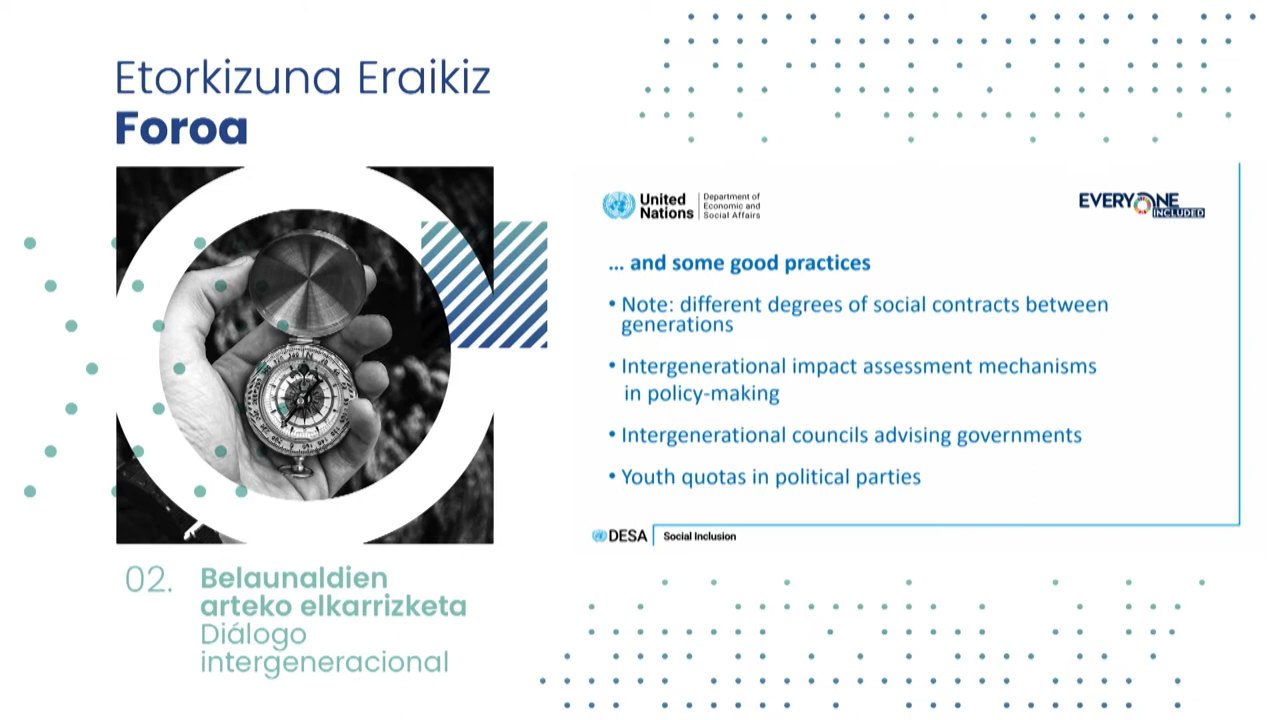 Etorkizuna Eraikiz
Foroa
United
Nations
Department of
Economic and
Social Affairs
EVERYONE
INCLUDED
... and some good practices
• Note: different degrees of social contracts between
generations
• Intergenerational impact assessment mechanisms
in policy-making
• Intergenerational councils advising governments
• Youth quotas in political parties
DESA
Social Inclusion
02.
Belaunaldien
arteko elkarrizketa
Diálogo
intergeneracional